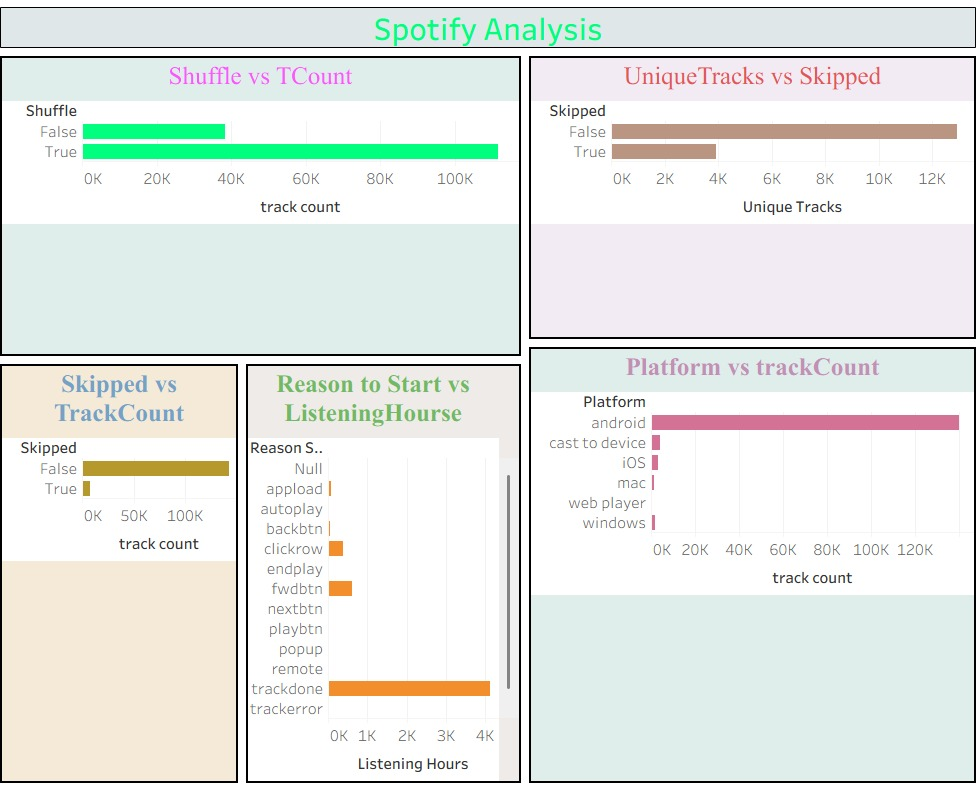 Spotify Analysis
Shuffle vs TCount
Shuffle
False
True
0K 20K 40K 60K 80K 100K
track count
UniqueTracks vs Skipped
Skipped
False
True
0K 2K 4K 6K 8K 10K 12K
Unique Tracks
Skipped vs
TrackCount
Skipped
False
True
0K 50K 100K
track count
Reason to Start vs
ListeningHourse
Reason S..
Null
appload
autoplay
backbtn
clickrow
endplay
fwdbtn
nextbtn
playbtn
popup
remote
trackdone
trackerror
0K 1K 2K 3K 4K
Listening Hours
Platform vs trackCount
Platform
android
cast to device
iOS
mac
web player
windows
0K 20K 40K 60K 80K 100K 120K
track count